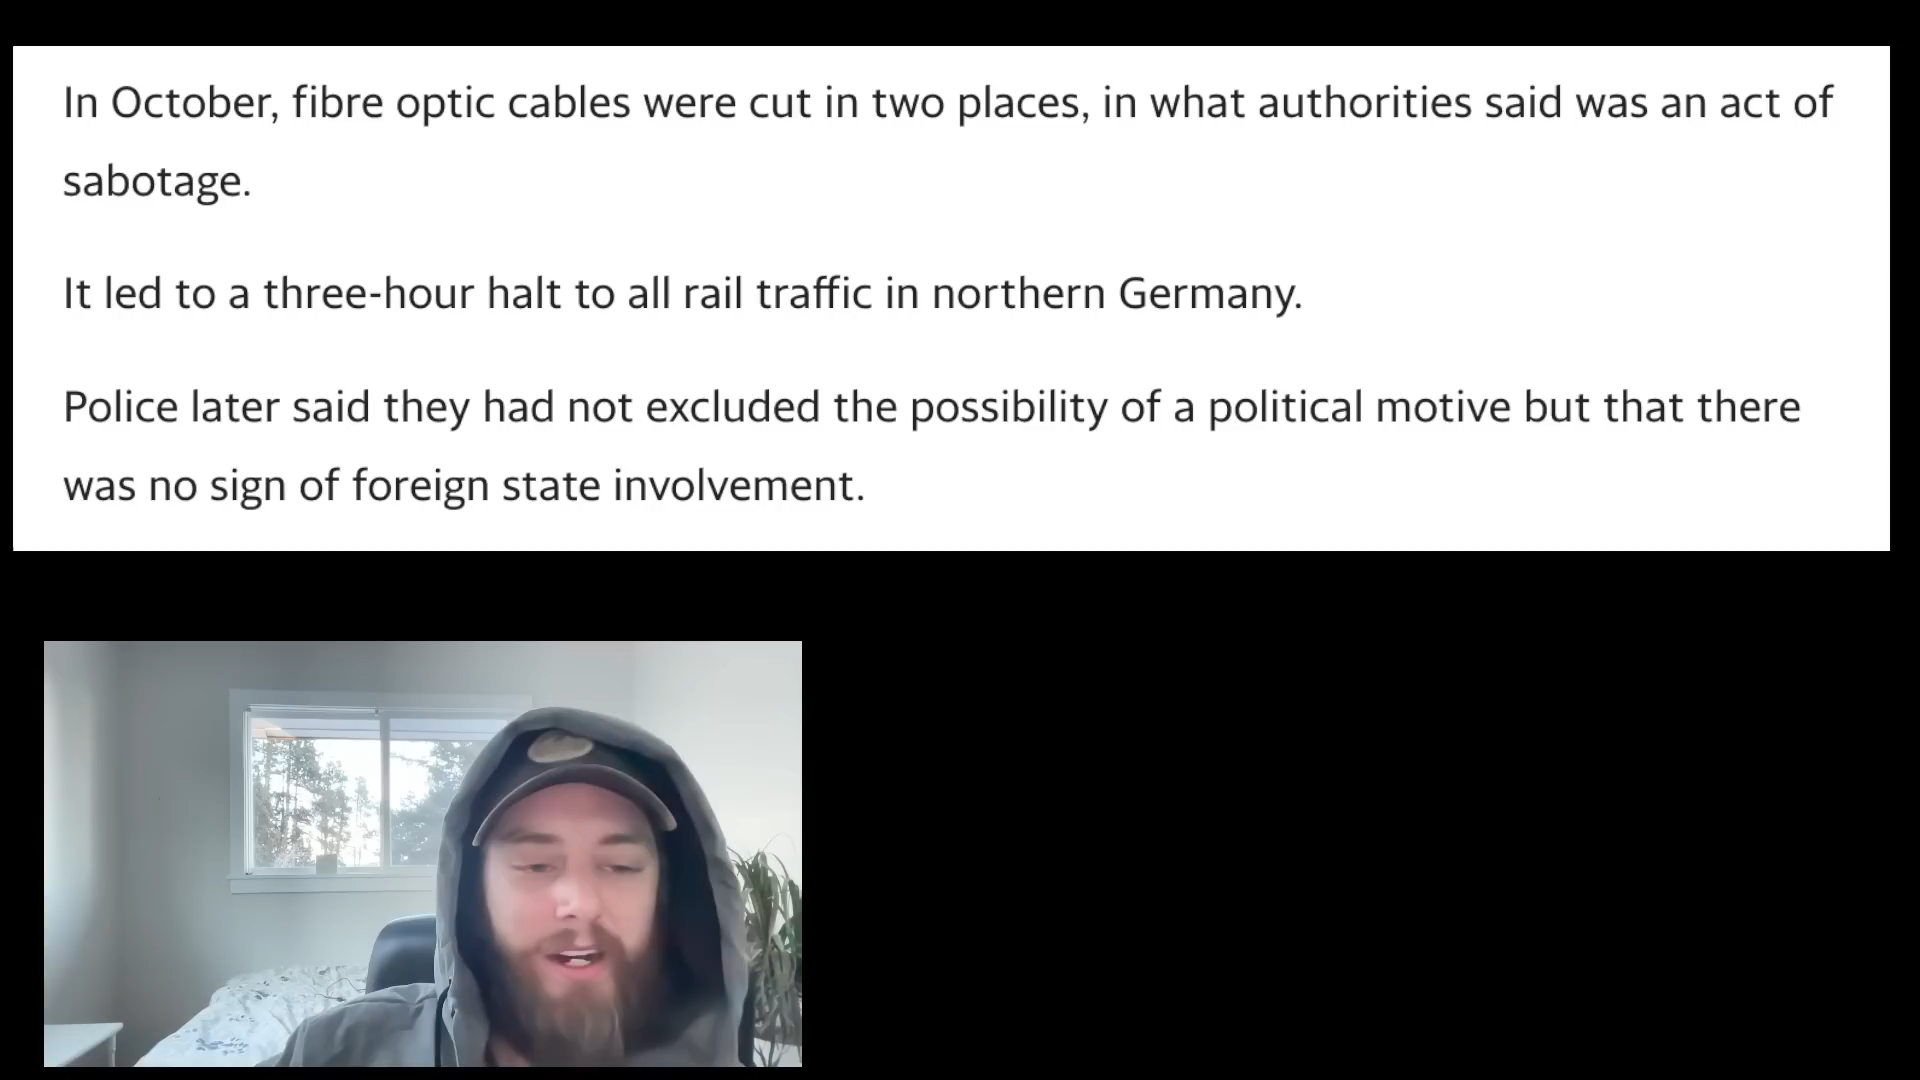 In October, fibre optic cables were cut in two places, in what authorities said was an act of
sabotage.
It led to a three-hour halt to all rail traffic in northern Germany.
Police later said they had not excluded the possibility of a political motive but that there
was no sign of foreign state involvement.